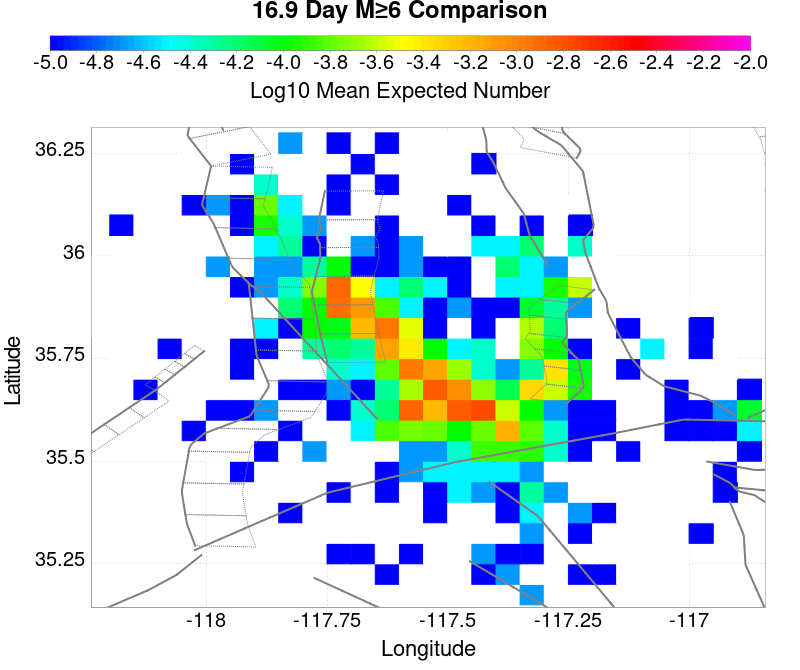 16.9 Day M≥6 Comparison
-5.0 -4.8 -4.6 -4.4 -4.2 -4.0 -3.8 -3.6 -3.4 -3.2 -3.0 -2.8 -2.6 -2.4 -2.2 -2.0
Log10 Mean Expected Number
36.25
36
35.75
35.5
35.25
Latitude
-118 -117.75 -117.5 -117.25 -117
Longitude